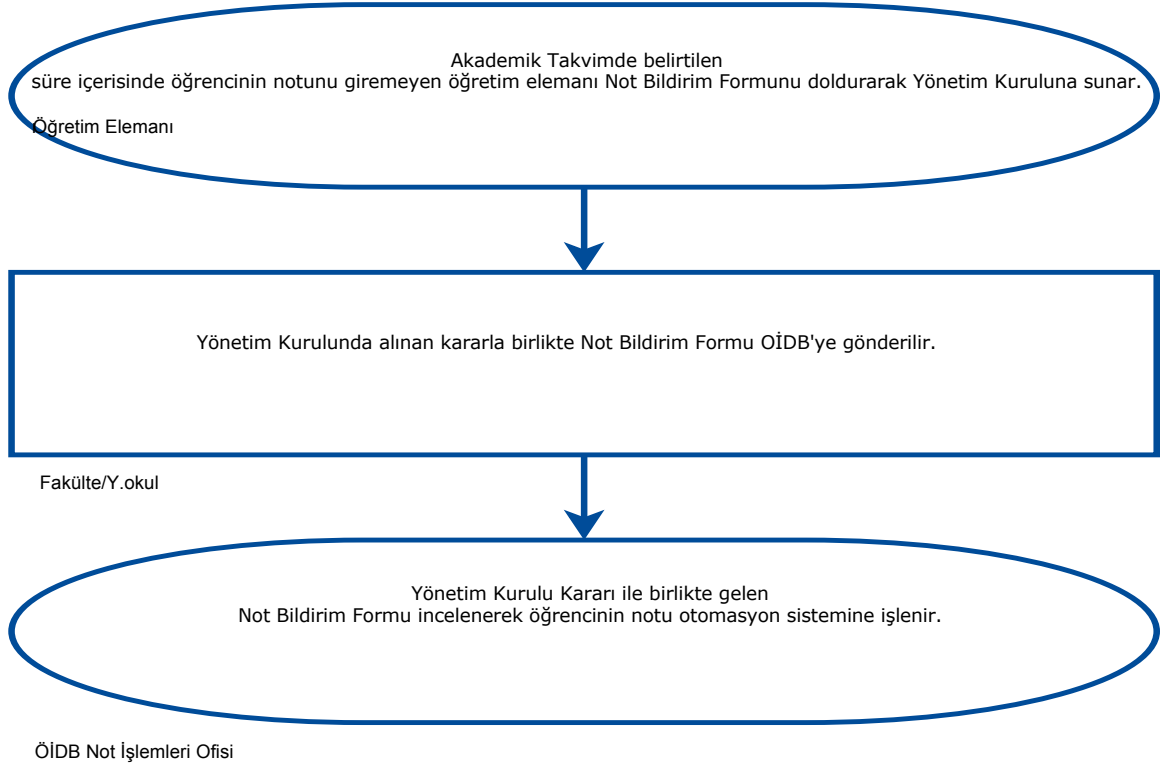 Akademik Takvimde belirtilen
süre içerisinde öğrencinin notunu giremeyen öğretim elemanı Not Bildirim Formunu doldurarak Yönetim Kuruluna sunar.
Öğretim Elemanı
Yönetim Kurulunda alınan kararla birlikte Not Bildirim Formu OİDB'ye gönderilir.
Fakülte/Y.okul
Yönetim Kurulu Kararı ile birlikte gelen
Not Bildirim Formu incelenerek öğrencinin notu otomasyon sistemine işlenir.
ÖİDB Not İşlemleri Ofisi